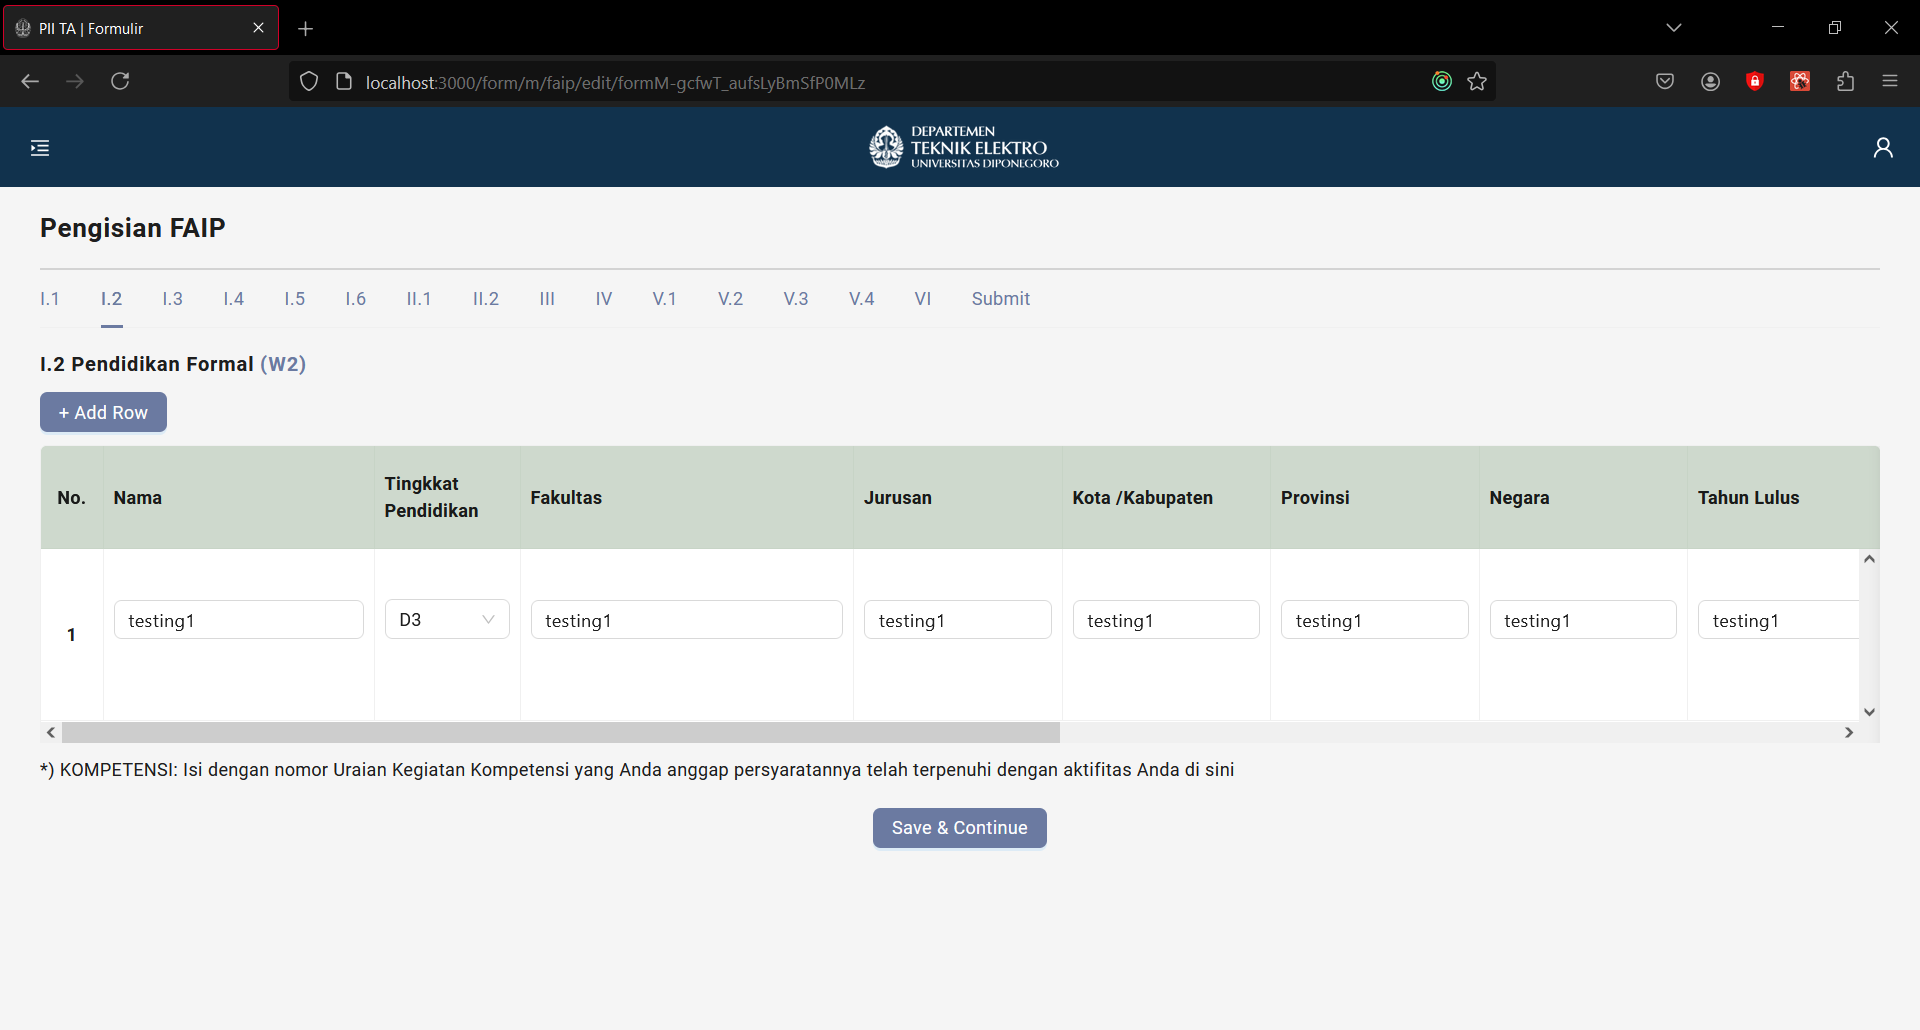 PII TA | Formulir
localhost:3000/form/m/faip/edit/formM-gcfwT_aufsLyBmSfP0MLz
DEPARTEMEN
TEKNIK ELEKTRO
UNIVERSITAS DIPONEGORO
Pengisian FAIP
I.1 I.2 I.3 I.4 I.5 I.6 II.1 II.2 III IV V.1 V.2 V.3 V.4 VI Submit
I.2 Pendidikan Formal (W2)
+ Add Row
No. Nama Tingkkat Pendidikan Fakultas Jurusan Kota /Kabupaten Provinsi Negara Tahun Lulus
1 testing1 D3 testing1 testing1 testing1 testing1 testing1 testing1
*) KOMPETENSI: Isi dengan nomor Uraian Kegiatan Kompetensi yang Anda anggap persyaratannya telah terpenuhi dengan aktifitas Anda di sini
Save & Continue